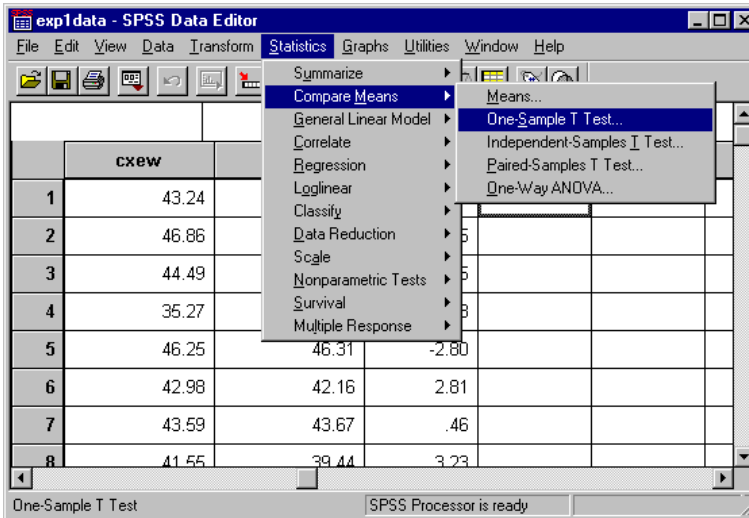 exp1data - SPSS Data Editor
File Edit View Data Transform Statistics Graphs Utilities Window Help
Summarize
Compare Means
General Linear Model
Correlate
Regression
Loglinear
Classify
Data Reduction
Scale
Nonparametric Tests
Survival
Multiple Response
Means...
One-Sample T Test...
Independent-Samples T Test...
Paired-Samples T Test...
One-Way ANOVA...
cxew
1 43.24
2 46.86 5
3 44.49 5
4 35.27
5 46.25 46.31 -2.80
6 42.98 42.16 2.81
7 43.59 43.67 .46
8 41.55 39.44 3.23
One-Sample T Test SPSS Processor is ready